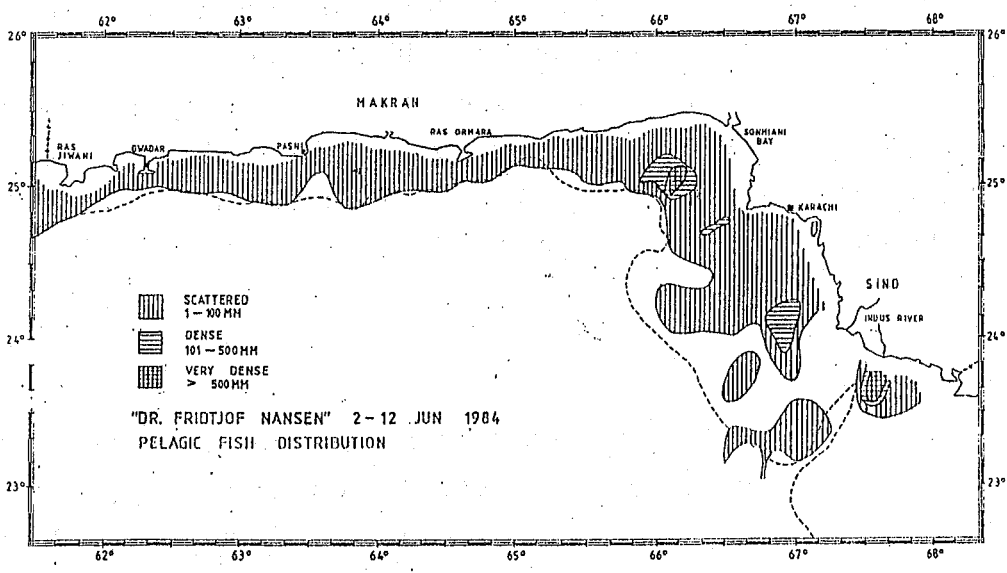 62° 63° 64° 65° 66° 67° 68°
26° 26°
MAKRAN
RAS ORMARA
SONMIANI
BAY
PASNI
GWADAR
RAS
JIWANI
25° 25°
KARACHI
SIND
INDUS RIVER
SCATTERED
1-100 MM
24° 24°
DENSE
101-500 MM
VERY DENSE
> 500 MM
"DR. FRIDTJOF NANSEN" 2-12 JUN 1984
PELAGIC FISH DISTRIBUTION
23° 23°
62° 63° 64° 65° 66° 67° 68°